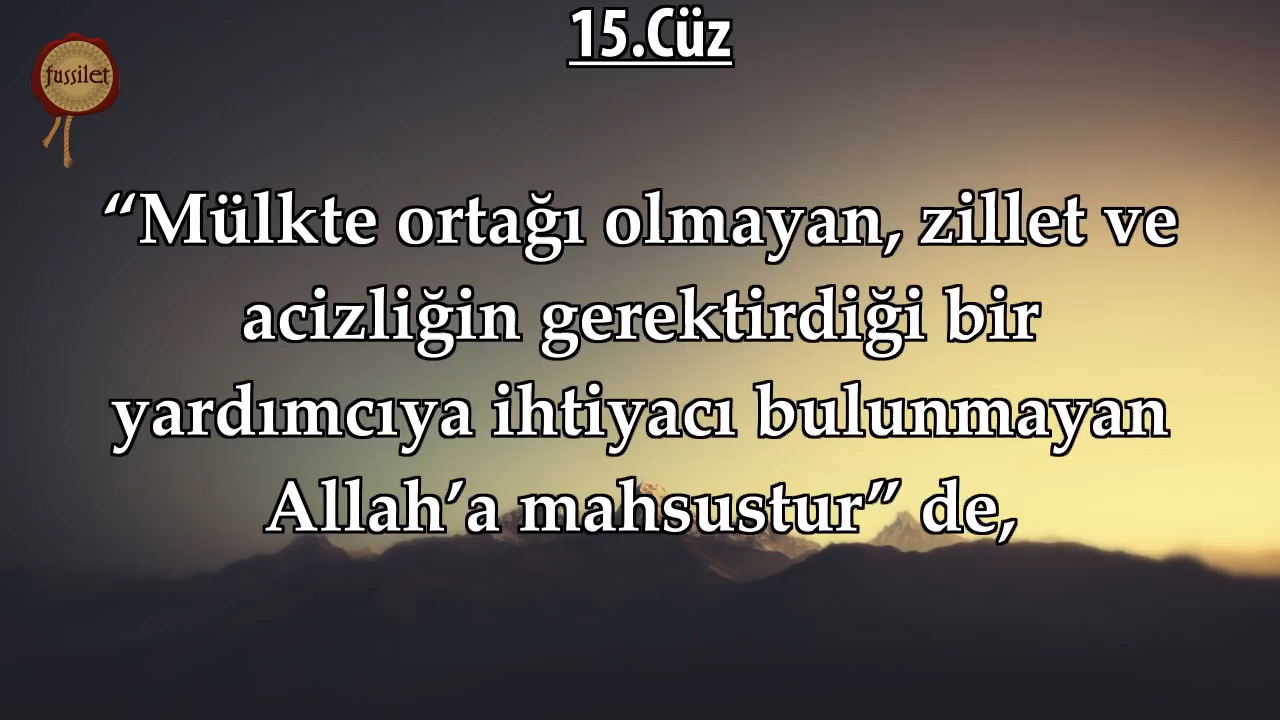 15.Cüz
fussilet
“Mülkte ortağı olmayan, zillet ve
acizliğin gerektirdiği bir
yardımcıya ihtiyacı bulunmayan
Allah’a mahsustur” de,